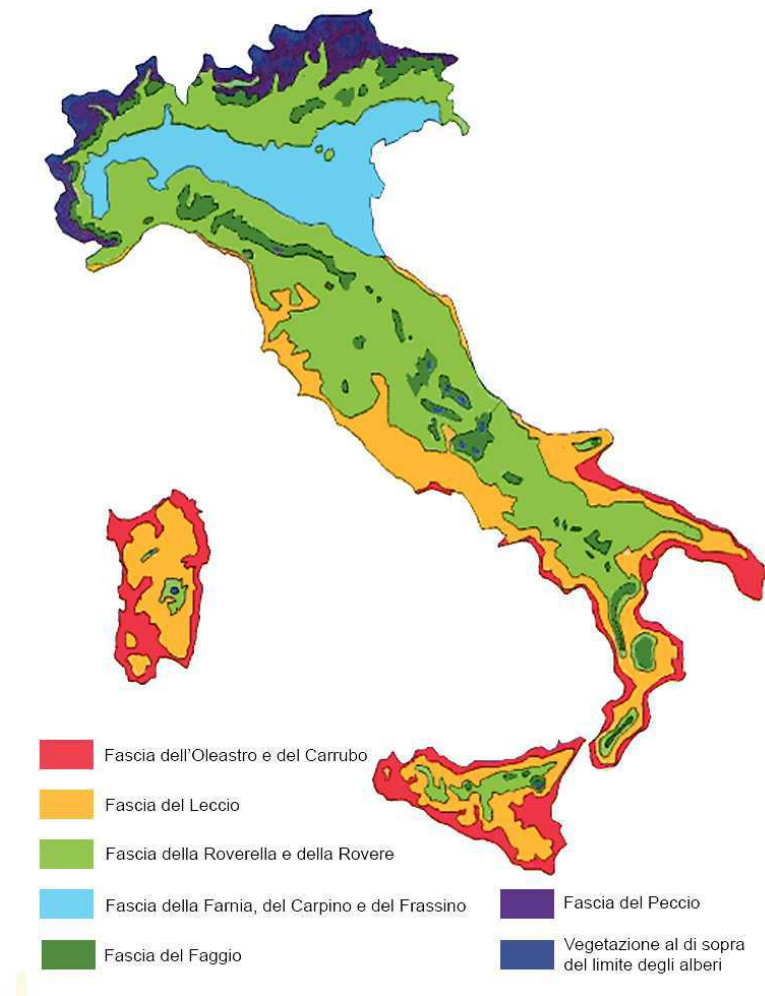 Fascia dell'Oleastro e del Carrubo
Fascia del Leccio
Fascia della Roverella e della Rovere
Fascia della Farnia, del Carpino e del Frassino
Fascia del Faggio
Fascia del Peccio
Vegetazione al di sopra
del limite degli alberi